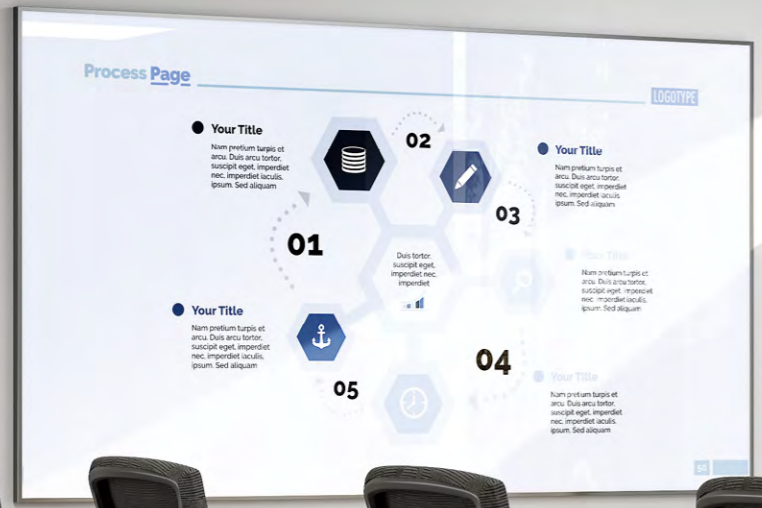 Process Page
LOGOTYPE
Your Title
Nam pretium turpis et
arcu. Duis arcu tortor,
suscipit eget, imperdiet
nec, imperdiet iaculis,
ipsum. Sed aliquam
02
Your Title
Nam pretium turpis et
arcu. Duis arcu tortor,
suscipit eget, imperdiet
nec, imperdiet iaculis,
ipsum. Sed aliquam
03
01
Duis tortor,
suscipit eget,
imperdiet nec,
imperdiet
Your Title
Nam pretium turpis et
arcu. Duis arcu tortor,
suscipit eget, imperdiet
nec, imperdiet iaculis,
ipsum. Sed aliquam
Your Title
Nam pretium turpis et
arcu. Duis arcu tortor,
suscipit eget, imperdiet
nec, imperdiet iaculis,
ipsum. Sed aliquam
04
05
Your Title
Nam pretium turpis et
arcu. Duis arcu tortor,
suscipit eget, imperdiet
nec, imperdiet iaculis,
ipsum. Sed aliquam
50